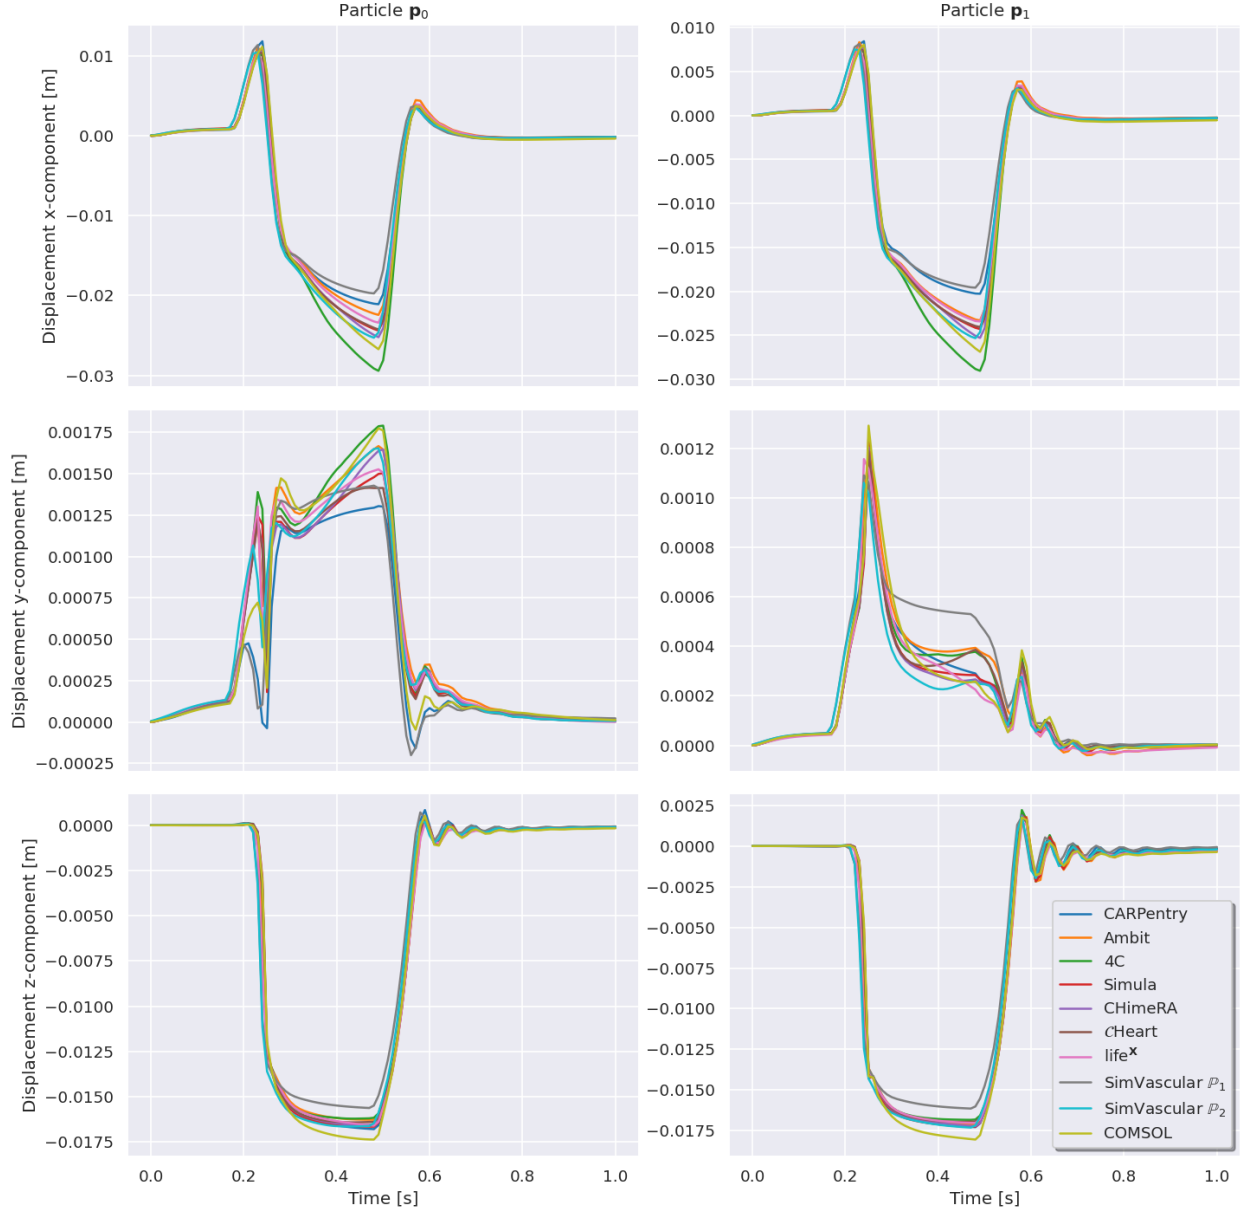 Particle p₀
Particle p₁
Displacement x-component [m]
0.01
0.00
−0.01
−0.02
−0.03
0.010
0.005
0.000
−0.005
−0.010
−0.015
−0.020
−0.025
−0.030
Displacement y-component [m]
0.00175
0.00150
0.00125
0.00100
0.00075
0.00050
0.00025
0.00000
−0.00025
0.0012
0.0010
0.0008
0.0006
0.0004
0.0002
0.0000
Displacement z-component [m]
0.0000
−0.0025
−0.0050
−0.0075
−0.0100
−0.0125
−0.0150
−0.0175
0.0025
0.0000
−0.0025
−0.0050
−0.0075
−0.0100
−0.0125
−0.0150
−0.0175
CARPentry
Ambit
4C
Simula
CHimeRA
𝒞Heart
lifeˣ
SimVascular ℙ₁
SimVascular ℙ₂
COMSOL
0.0 0.2 0.4 0.6 0.8 1.0
Time [s]
0.0 0.2 0.4 0.6 0.8 1.0
Time [s]